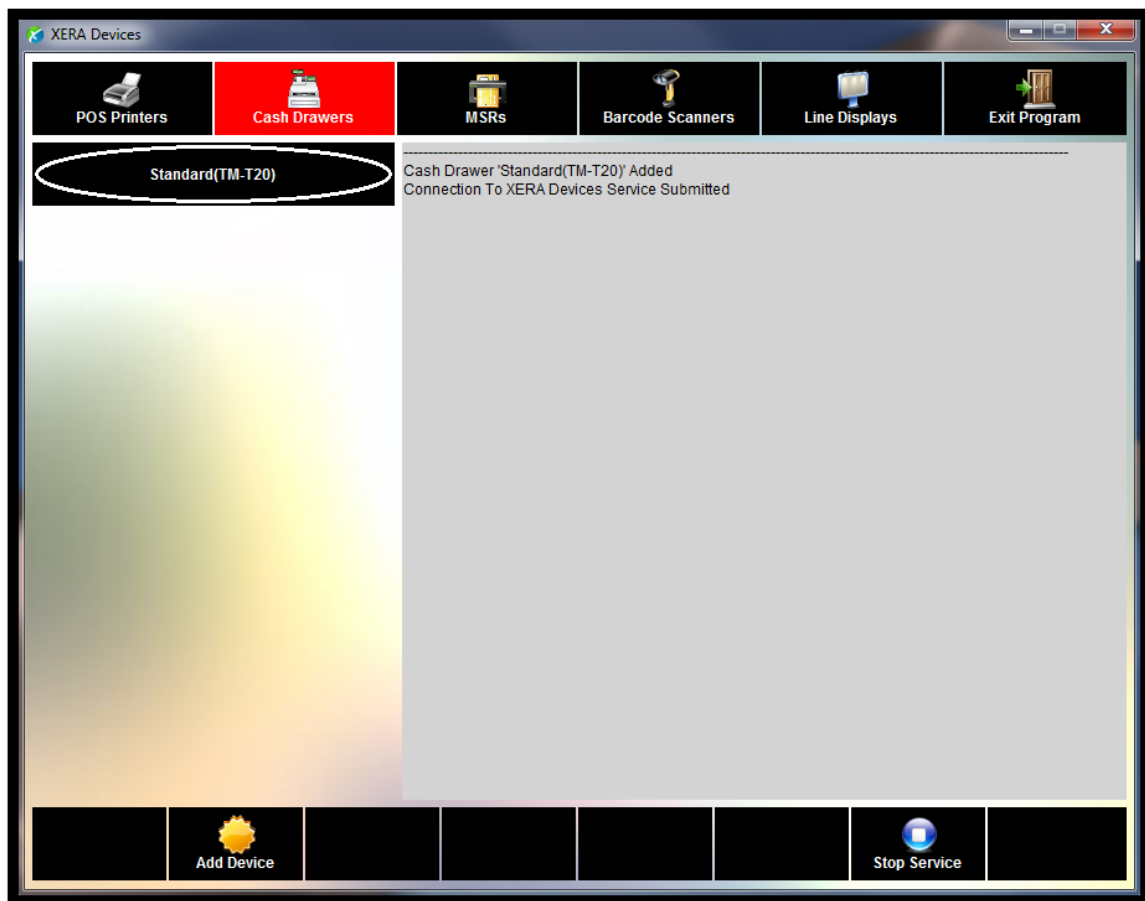 XERA Devices
POS Printers
Cash Drawers
MSRs
Barcode Scanners
Line Displays
Exit Program
Standard(TM-T20)
Cash Drawer 'Standard(TM-T20)' Added
Connection To XERA Devices Service Submitted
Add Device
Stop Service